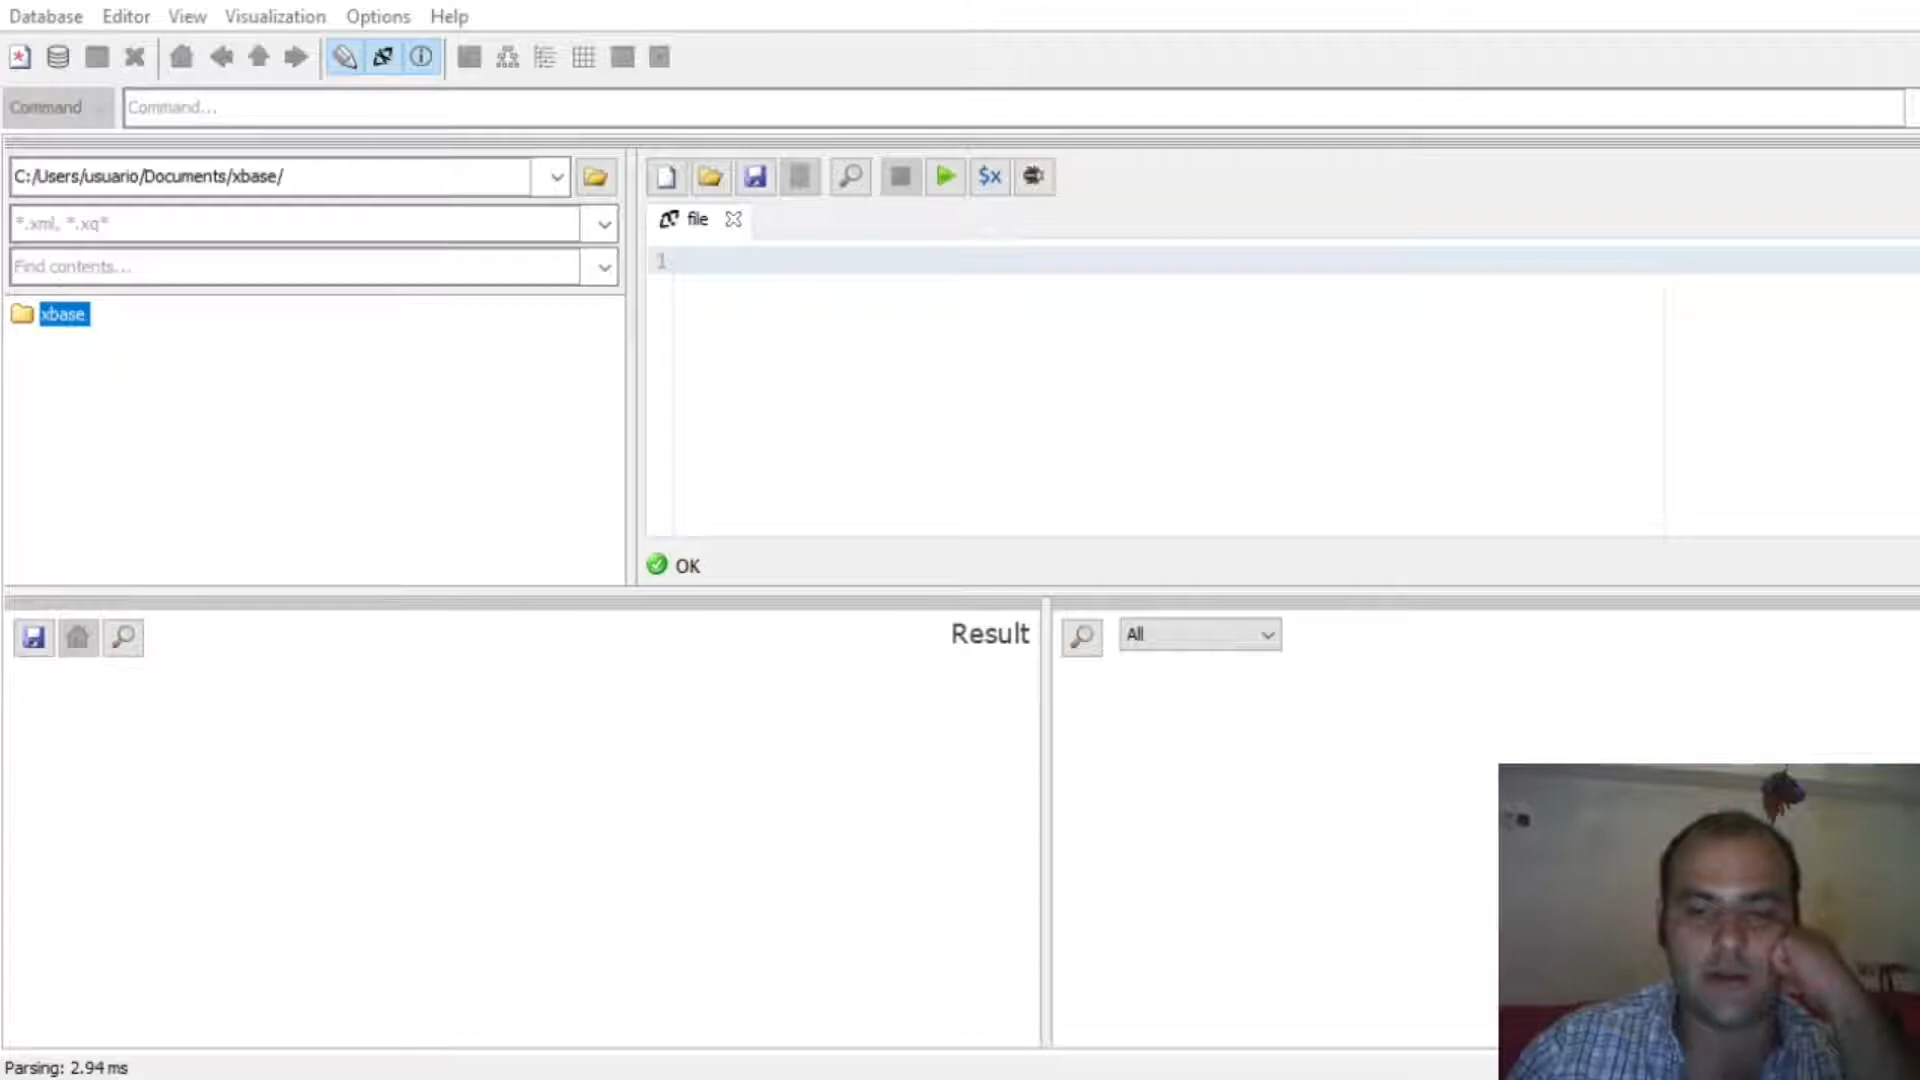 Database Editor View Visualization Options Help
Command Command...
C:/Users/usuario/Documents/xbase/
*.xml, *.xq*
Find contents...
xbase
$x
file
1
OK
Result
All
Parsing: 2.94 ms